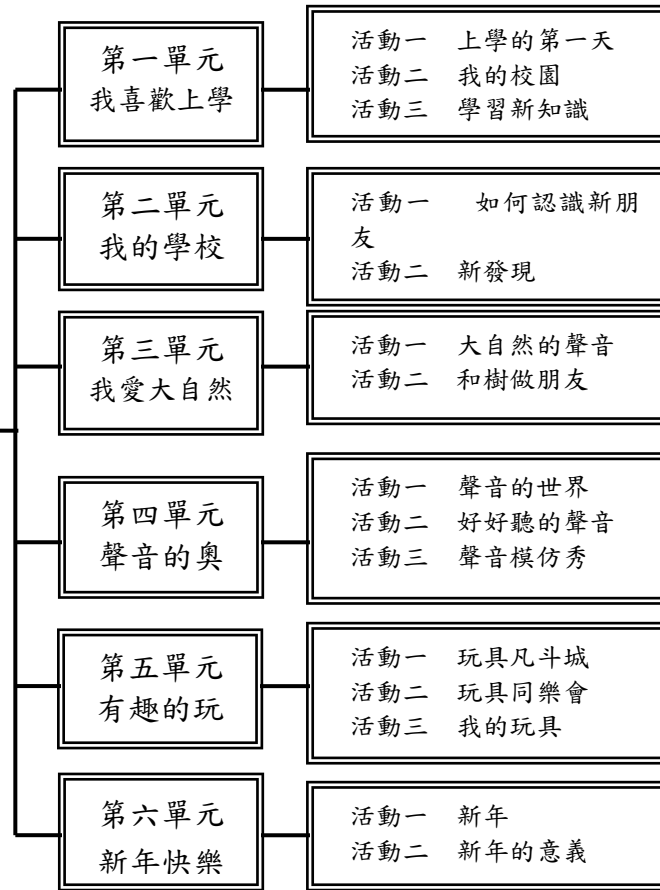 第一單元
我喜歡上學
活動一 上學的第一天
活動二 我的校園
活動三 學習新知識
第二單元
我的學校
活動一 如何認識新朋
友
活動二 新發現
第三單元
我愛大自然
活動一 大自然的聲音
活動二 和樹做朋友
第四單元
聲音的奧
活動一 聲音的世界
活動二 好好聽的聲音
活動三 聲音模仿秀
第五單元
有趣的玩
活動一 玩具凡斗城
活動二 玩具同樂會
活動三 我的玩具
第六單元
新年快樂
活動一 新年
活動二 新年的意義